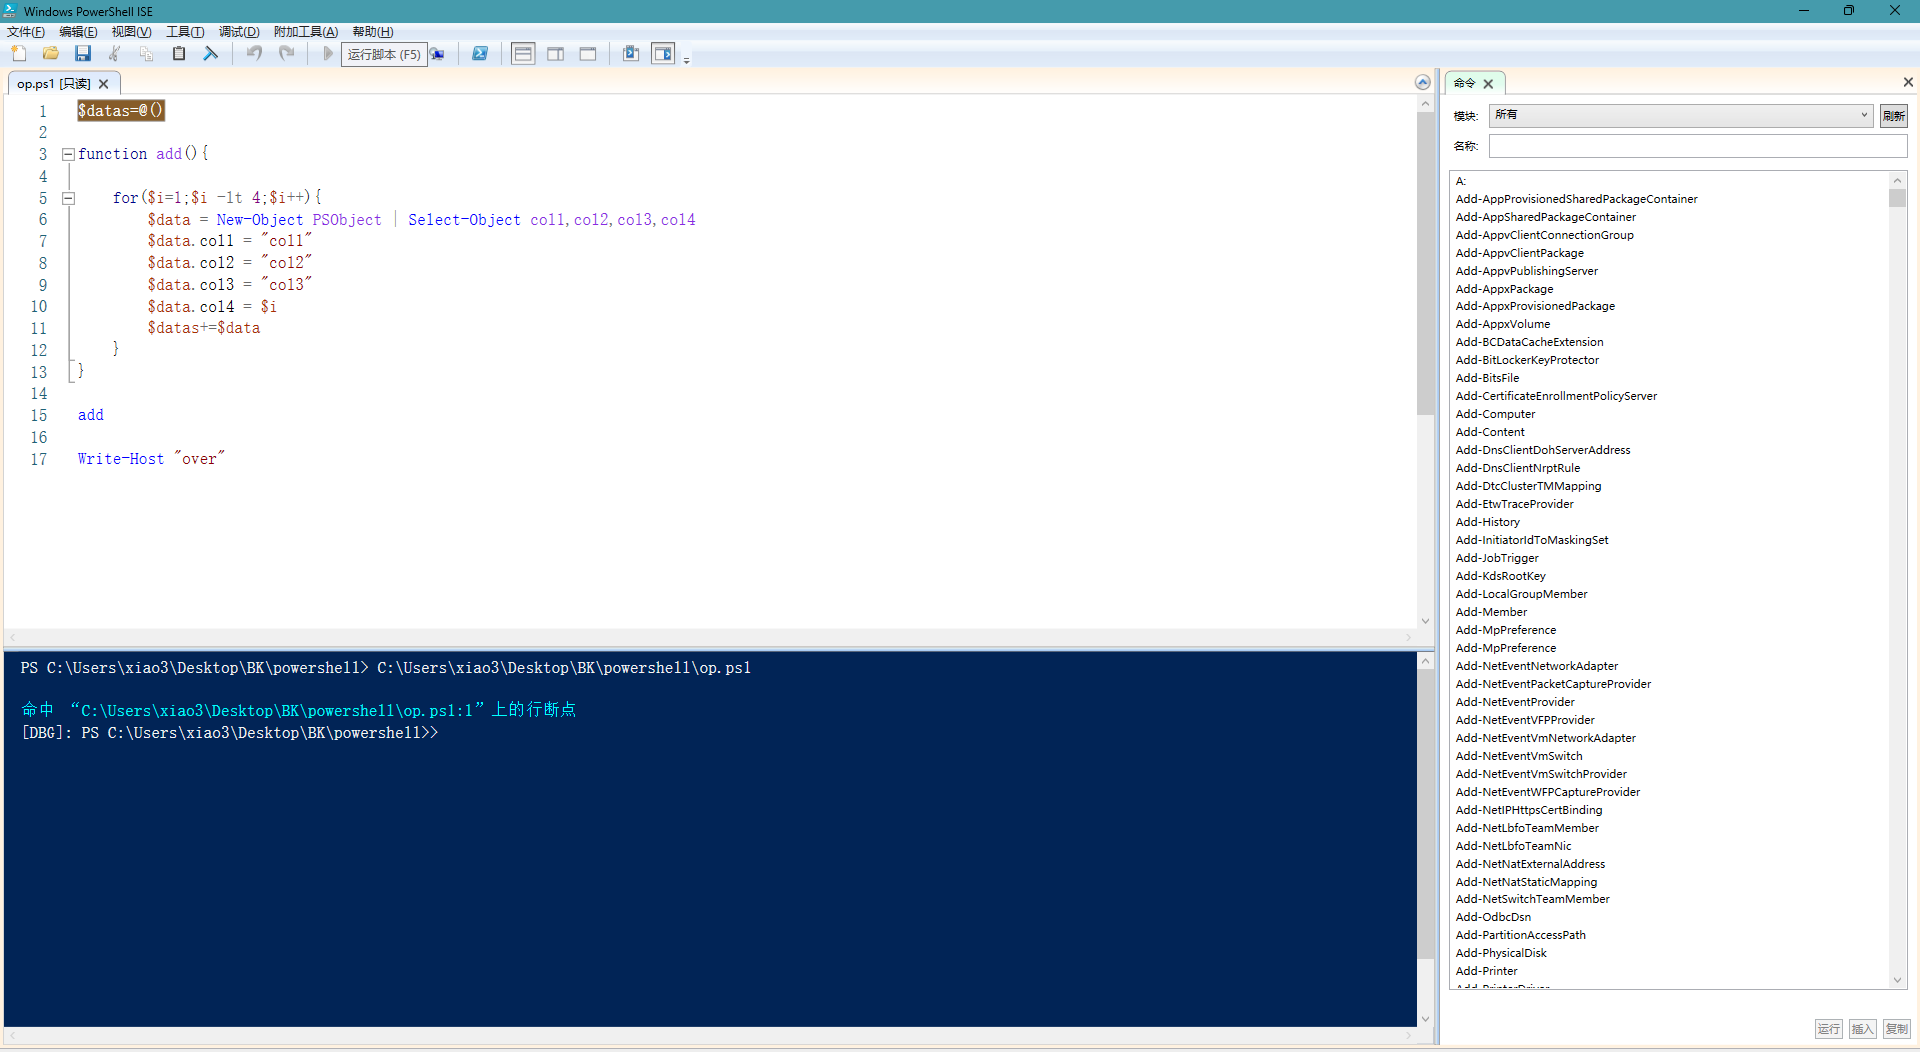 Windows PowerShell ISE
文件(F) 编辑(E) 视图(V) 工具(T) 调试(D) 附加工具(A) 帮助(H)
运行脚本 (F5)
op.ps1 [只读]
1 $datas=@()
2
3 function add(){
4
5 for($i=1;$i -lt 4;$i++){
6 $data = New-Object PSObject | Select-Object col1,col2,col3,col4
7 $data.col1 = "col1"
8 $data.col2 = "col2"
9 $data.col3 = "col3"
10 $data.col4 = $i
11 $datas+=$data
12 }
13 }
14
15 add
16
17 Write-Host "over"
PS C:\Users\xiao3\Desktop\BK\powershell> C:\Users\xiao3\Desktop\BK\powershell\op.ps1
命中 “C:\Users\xiao3\Desktop\BK\powershell\op.ps1:1”上的行断点
[DBG]: PS C:\Users\xiao3\Desktop\BK\powershell>>
命令
模块: 所有 刷新
名称:
A:
Add-AppProvisionedSharedPackageContainer
Add-AppSharedPackageContainer
Add-AppvClientConnectionGroup
Add-AppvClientPackage
Add-AppvPublishingServer
Add-AppxPackage
Add-AppxProvisionedPackage
Add-AppxVolume
Add-BCDataCacheExtension
Add-BitLockerKeyProtector
Add-BitsFile
Add-CertificateEnrollmentPolicyServer
Add-Computer
Add-Content
Add-DnsClientDohServerAddress
Add-DnsClientNrptRule
Add-DtcClusterTMMapping
Add-EtwTraceProvider
Add-History
Add-InitiatorIdToMaskingSet
Add-JobTrigger
Add-KdsRootKey
Add-LocalGroupMember
Add-Member
Add-MpPreference
Add-MpPreference
Add-NetEventNetworkAdapter
Add-NetEventPacketCaptureProvider
Add-NetEventProvider
Add-NetEventVFPProvider
Add-NetEventVmNetworkAdapter
Add-NetEventVmSwitch
Add-NetEventVmSwitchProvider
Add-NetEventWFPCaptureProvider
Add-NetIPHttpsCertBinding
Add-NetLbfoTeamMember
Add-NetLbfoTeamNic
Add-NetNatExternalAddress
Add-NetNatStaticMapping
Add-NetSwitchTeamMember
Add-OdbcDsn
Add-PartitionAccessPath
Add-PhysicalDisk
Add-Printer
Add-PrinterDriver
运行 插入 复制